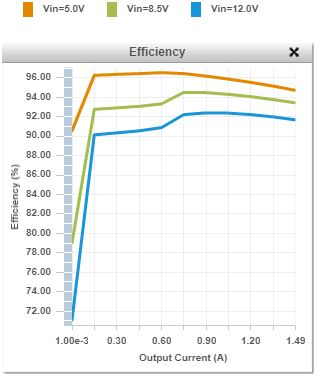 Vin=5.0V Vin=8.5V Vin=12.0V
Efficiency ×
96.00
94.00
92.00
90.00
88.00
86.00
84.00
82.00
80.00
78.00
76.00
74.00
72.00
Efficiency (%)
1.00e-3 0.30 0.60 0.90 1.20 1.49
Output Current (A)